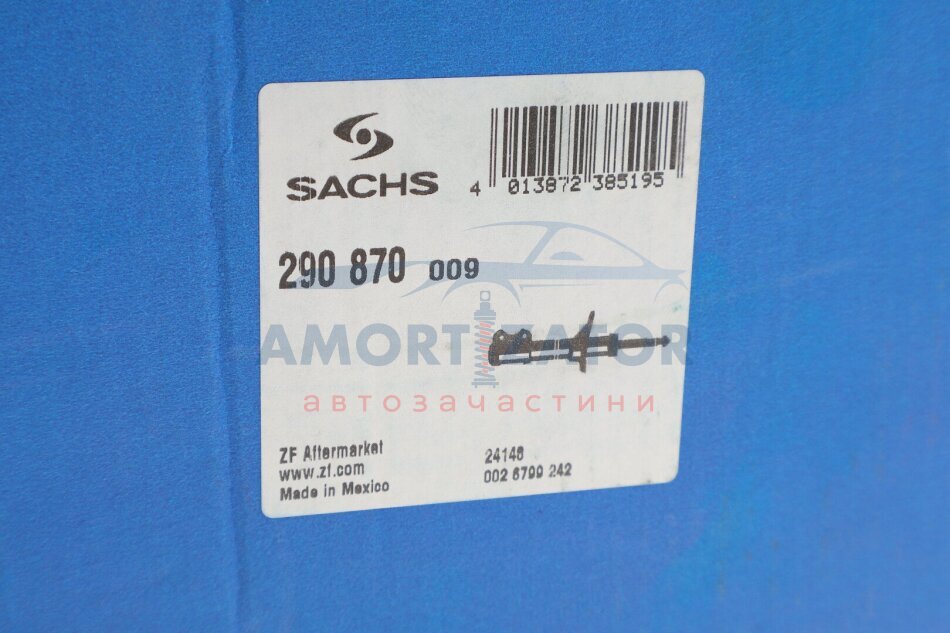 SACHS
4 013872 385195
290 870 009
AMORTIZATOR
автозачастини
ZF Aftermarket
www.zf.com
Made in Mexico
24148
002 6799 242